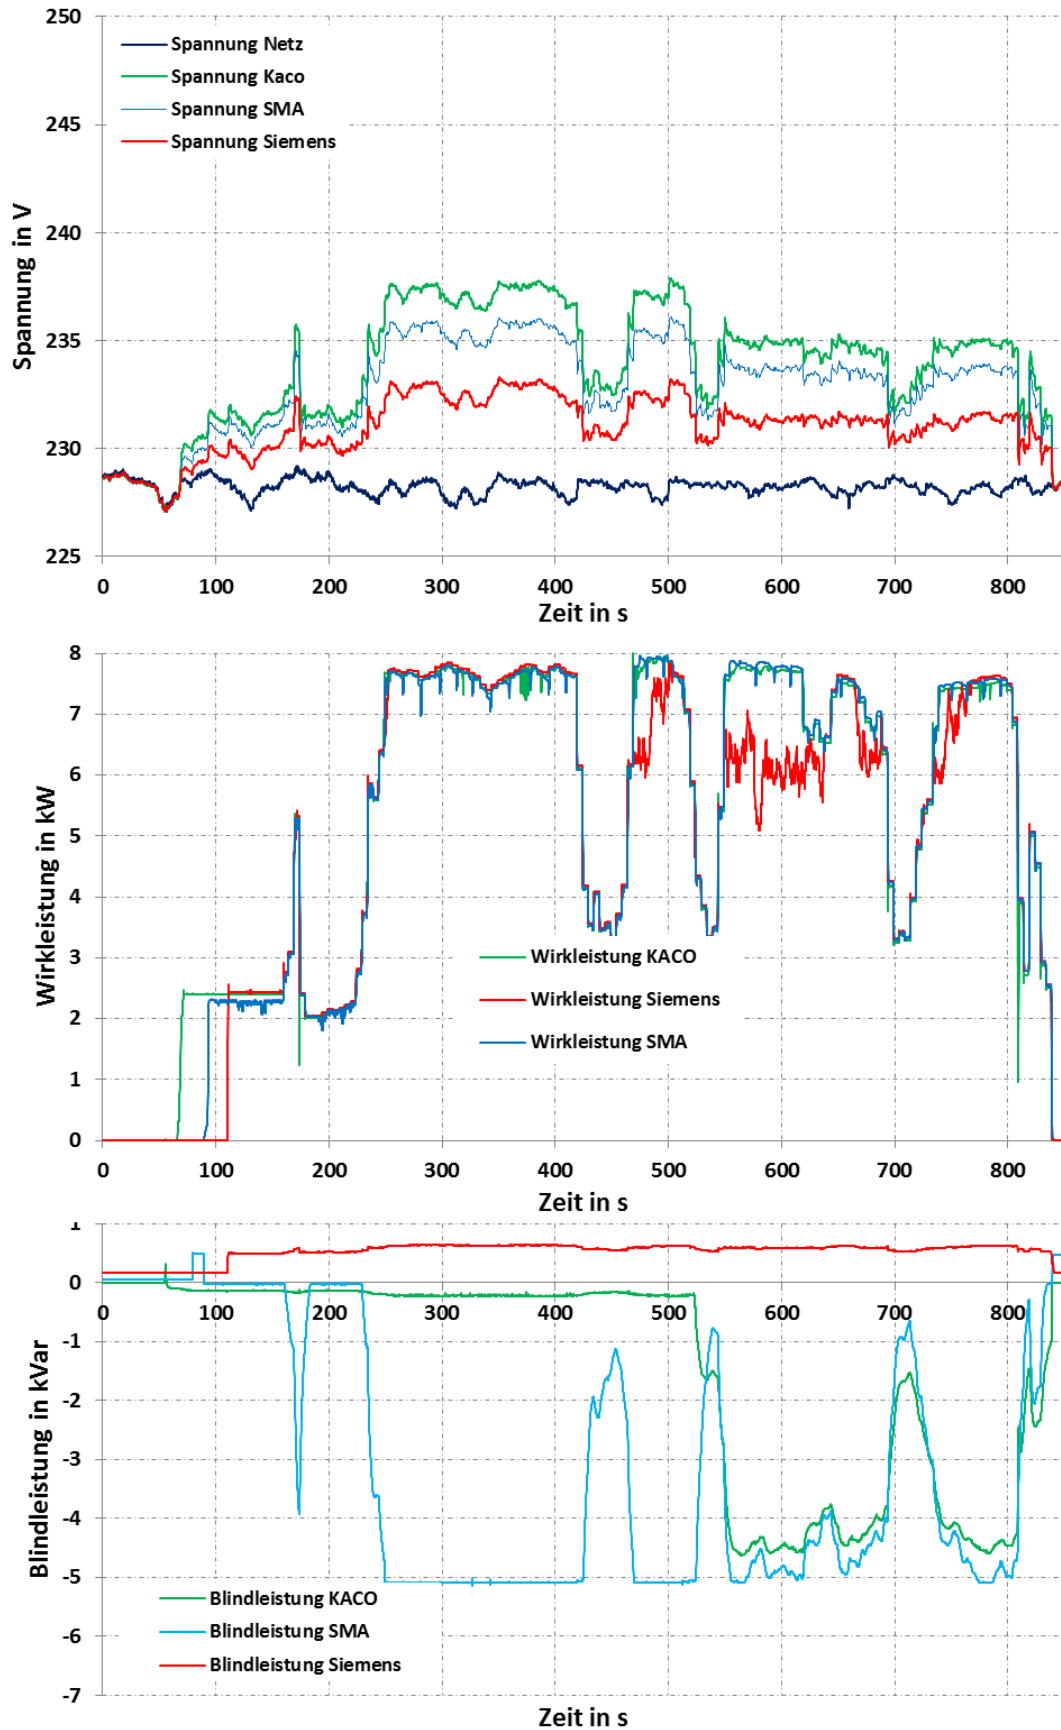 250
Spannung Netz
Spannung Kaco
Spannung SMA
Spannung Siemens
245
240
235
230
225
Spannung in V
0 100 200 300 400 500 600 700 800
Zeit in s
8
7
6
5
4
3
2
1
0
Wirkleistung in kW
Wirkleistung KACO
Wirkleistung Siemens
Wirkleistung SMA
0 100 200 300 400 500 600 700 800
Zeit in s
1
0
0 100 200 300 400 500 600 700 800
-1
-2
-3
-4
-5
-6
-7
Blindleistung in kVar
Blindleistung KACO
Blindleistung SMA
Blindleistung Siemens
Zeit in s